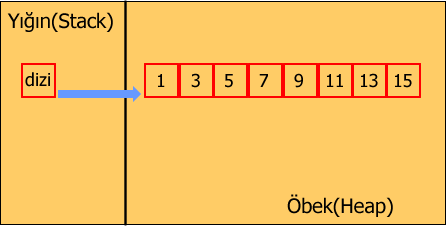 Yığın(Stack)
dizi
1 3 5 7 9 11 13 15
Öbek(Heap)